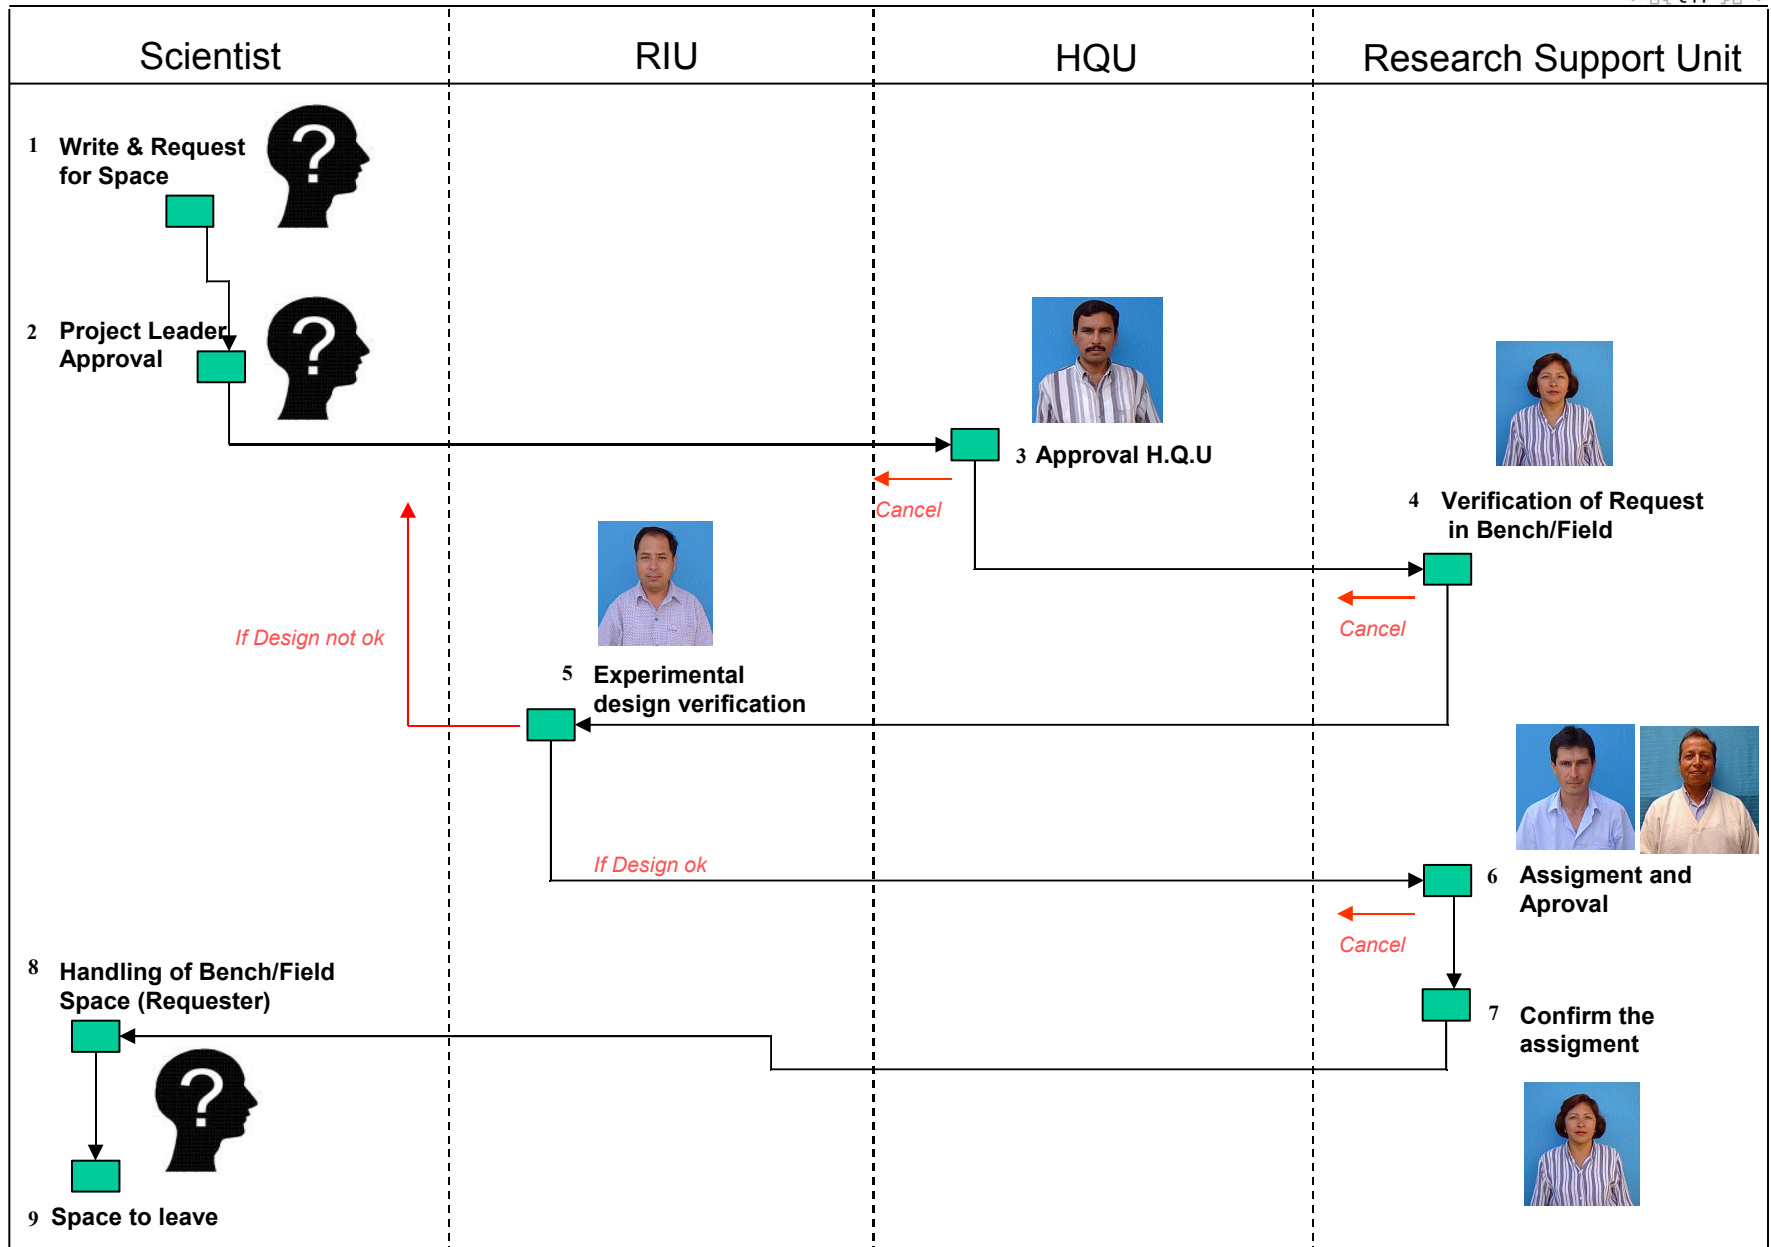 Scientist
RIU
HQU
Research Support Unit
1 Write & Request
for Space
2 Project Leader
Approval
3 Approval H.Q.U
Cancel
4 Verification of Request
in Bench/Field
Cancel
If Design not ok
5 Experimental
design verification
If Design ok
6 Assigment and
Aproval
Cancel
7 Confirm the
assigment
8 Handling of Bench/Field
Space (Requester)
9 Space to leave